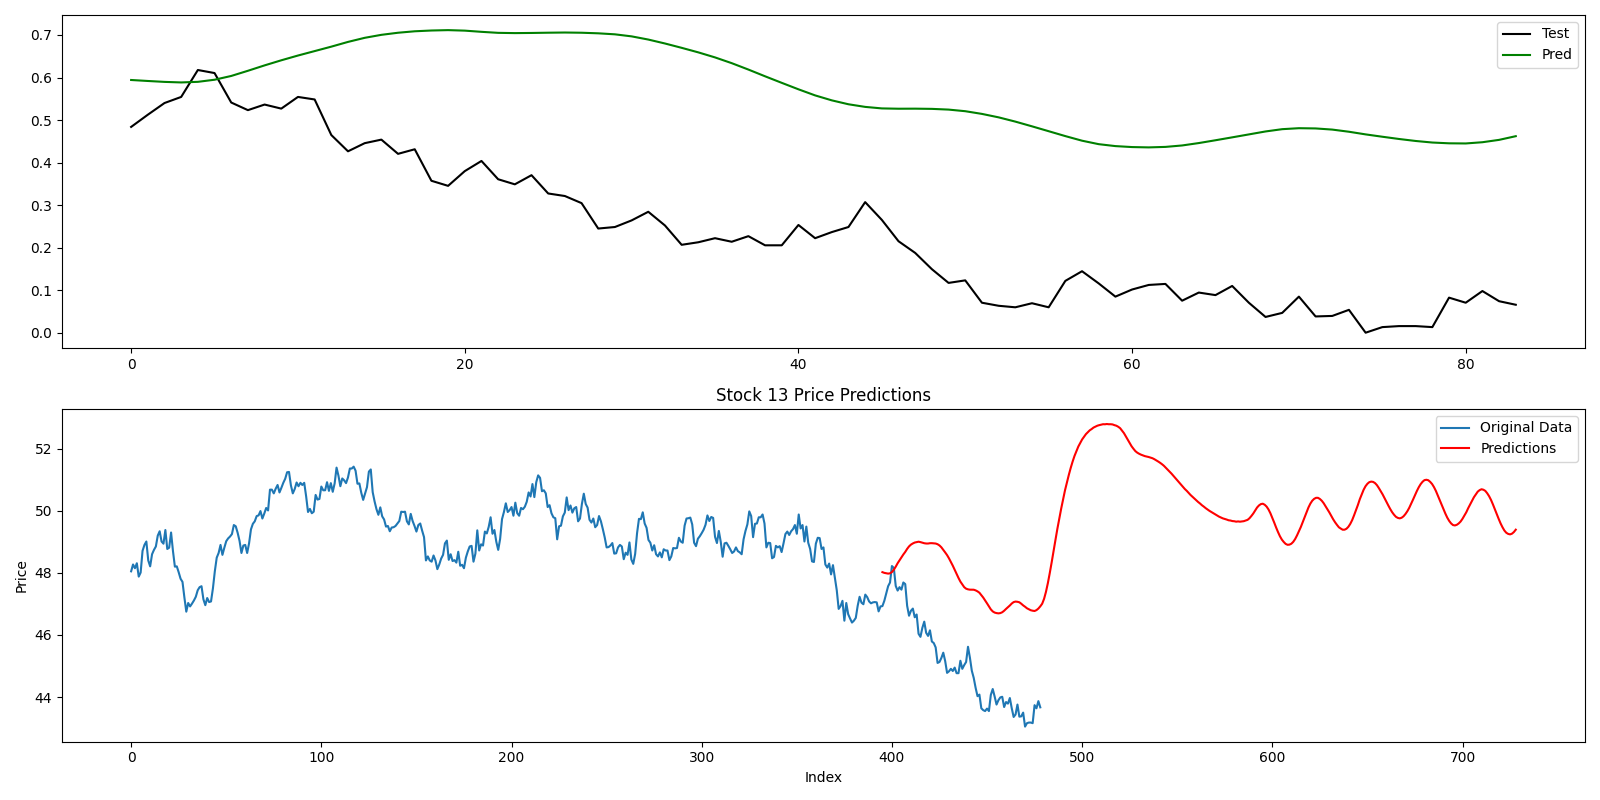 0.7
0.6
0.5
0.4
0.3
0.2
0.1
0.0
Test
Pred
0 20 40 60 80
Stock 13 Price Predictions
Price
52
50
48
46
44
Original Data
Predictions
0 100 200 300 400 500 600 700
Index